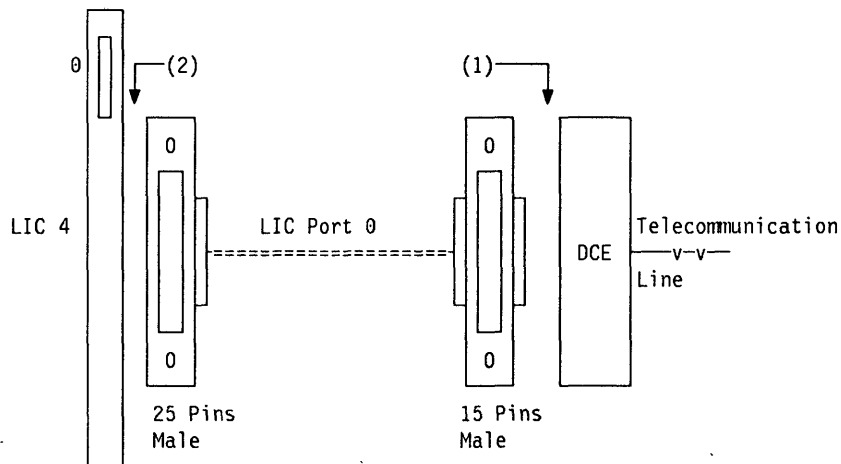 0
(2)
(1)
0
0
LIC 4
LIC Port 0
DCE
Telecommunication
v v
Line
0
0
25 Pins
Male
15 Pins
Male